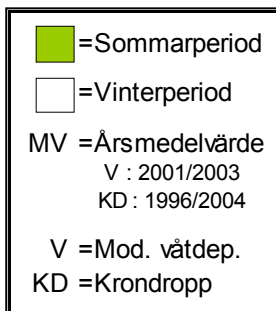 =Sommarperiod
=Vinterperiod
MV =Årsmedelvärde
V : 2001/2003
KD : 1996/2004
V =Mod. våtdep.
KD =Krondropp